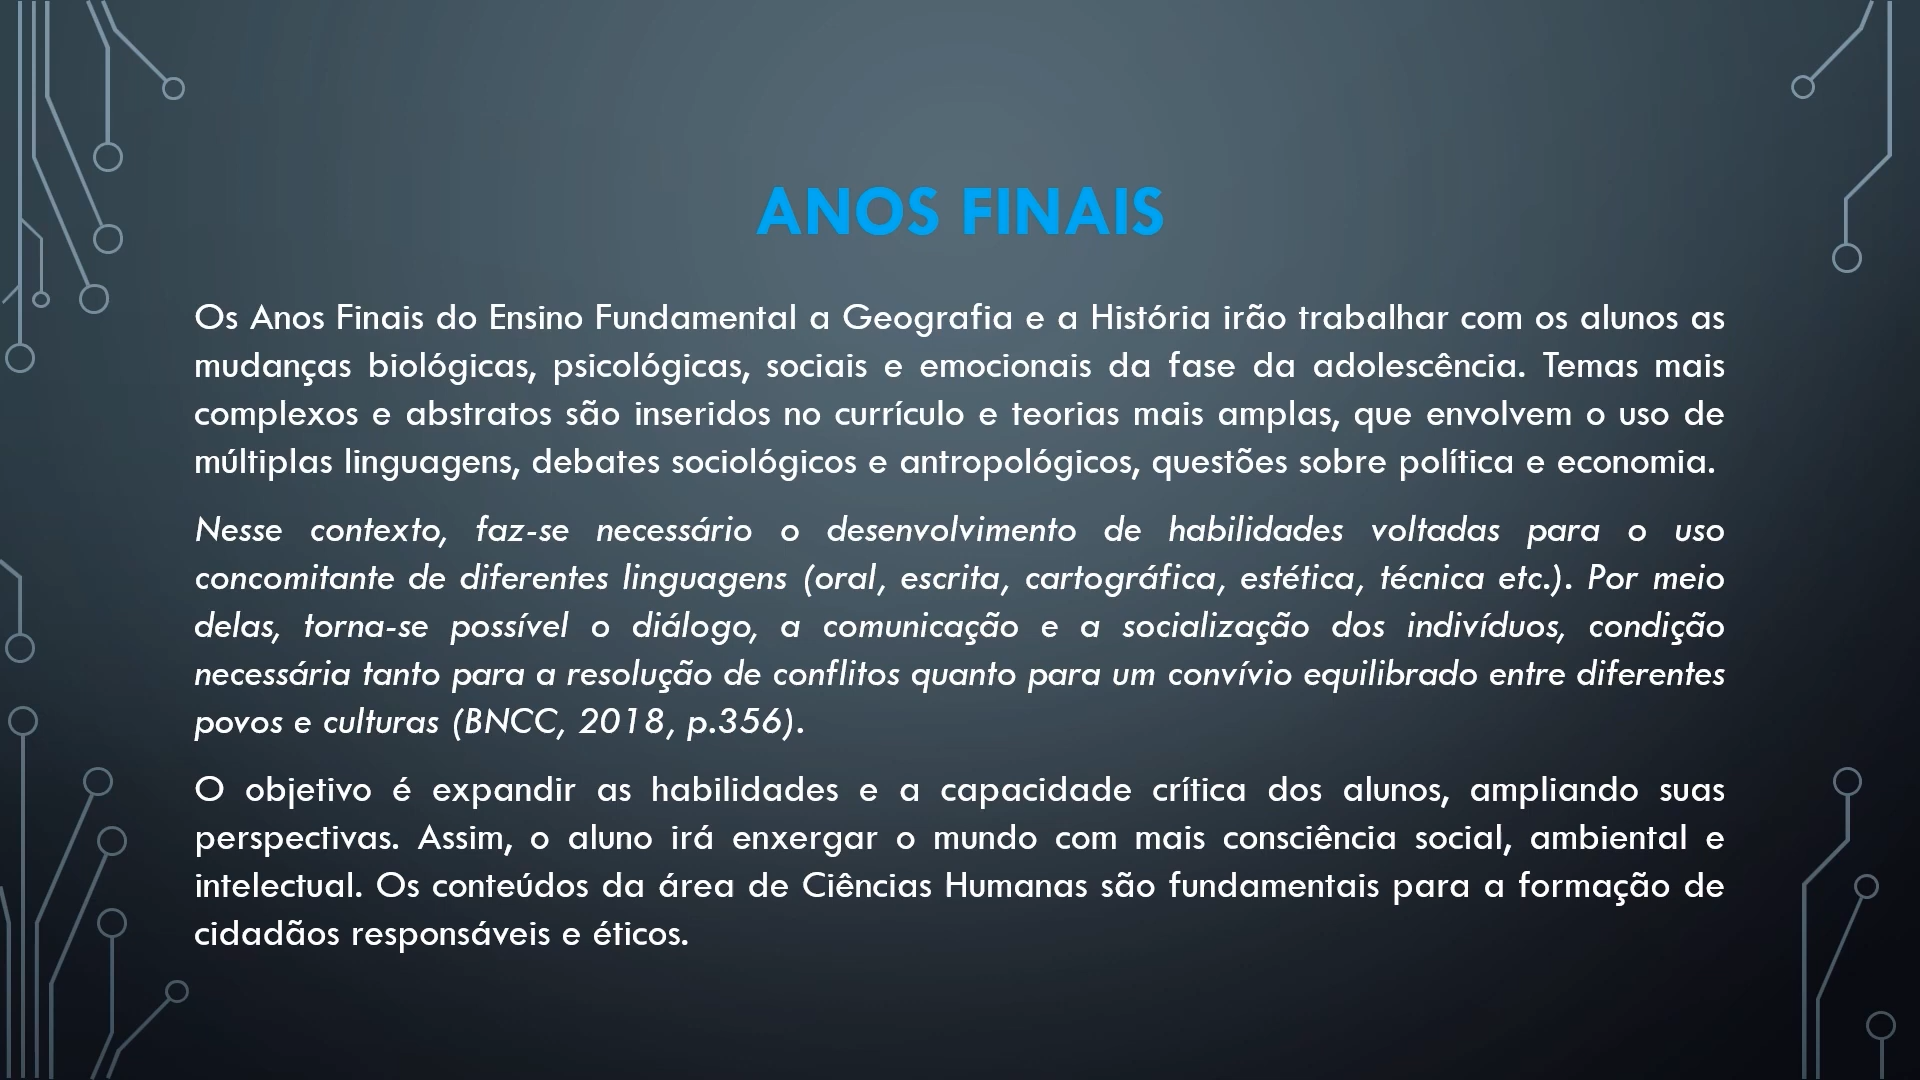 ANOS FINAIS
Os Anos Finais do Ensino Fundamental a Geografia e a História irão trabalhar com os alunos as
mudanças biológicas, psicológicas, sociais e emocionais da fase da adolescência. Temas mais
complexos e abstratos são inseridos no currículo e teorias mais amplas, que envolvem o uso de
múltiplas linguagens, debates sociológicos e antropológicos, questões sobre política e economia.
Nesse contexto, faz-se necessário o desenvolvimento de habilidades voltadas para o uso
concomitante de diferentes linguagens (oral, escrita, cartográfica, estética, técnica etc.). Por meio
delas, torna-se possível o diálogo, a comunicação e a socialização dos indivíduos, condição
necessária tanto para a resolução de conflitos quanto para um convívio equilibrado entre diferentes
povos e culturas (BNCC, 2018, p.356).
O objetivo é expandir as habilidades e a capacidade crítica dos alunos, ampliando suas
perspectivas. Assim, o aluno irá enxergar o mundo com mais consciência social, ambiental e
intelectual. Os conteúdos da área de Ciências Humanas são fundamentais para a formação de
cidadãos responsáveis e éticos.